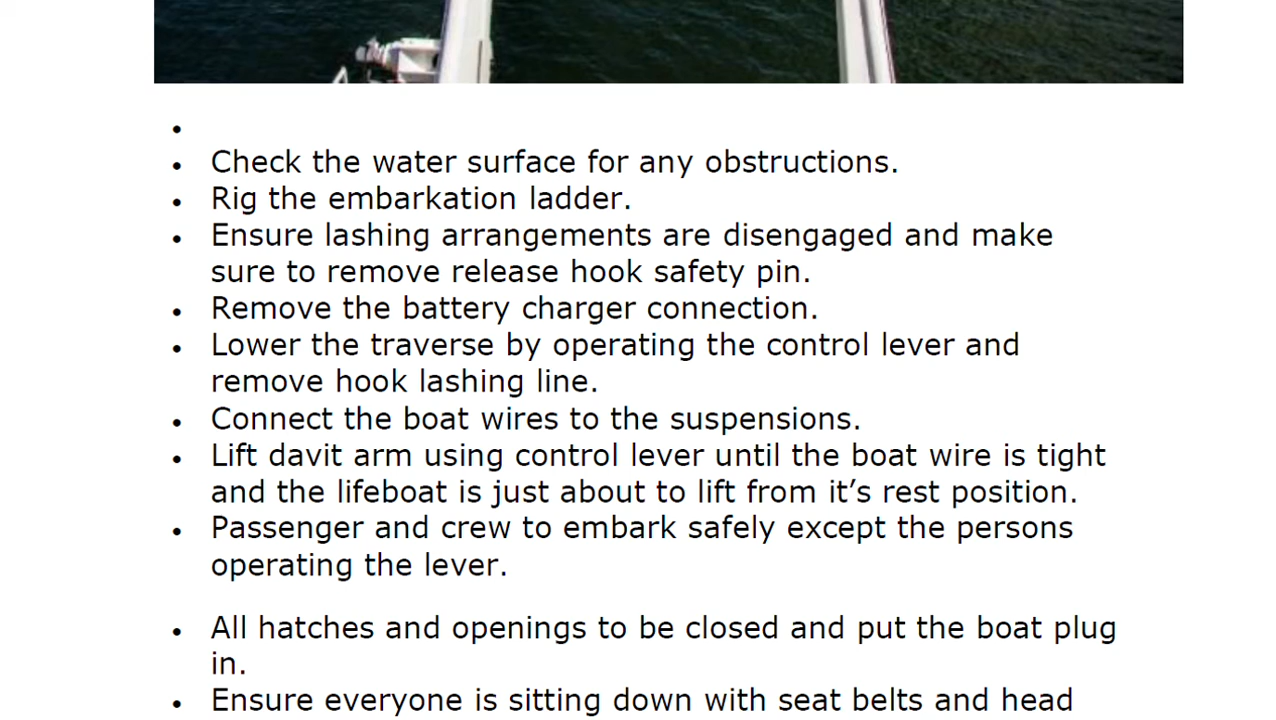 •
• Check the water surface for any obstructions.
• Rig the embarkation ladder.
• Ensure lashing arrangements are disengaged and make
sure to remove release hook safety pin.
• Remove the battery charger connection.
• Lower the traverse by operating the control lever and
remove hook lashing line.
• Connect the boat wires to the suspensions.
• Lift davit arm using control lever until the boat wire is tight
and the lifeboat is just about to lift from it’s rest position.
• Passenger and crew to embark safely except the persons
operating the lever.
• All hatches and openings to be closed and put the boat plug
in.
• Ensure everyone is sitting down with seat belts and head